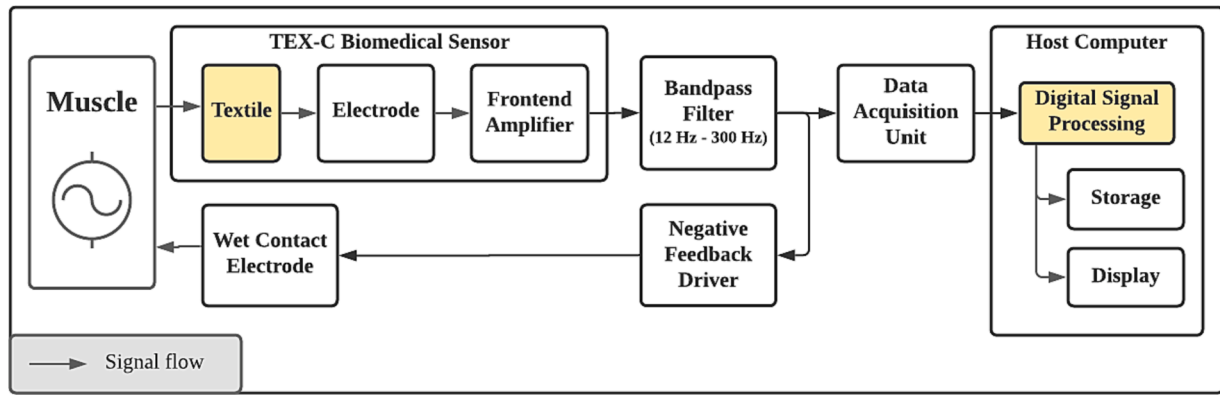 TEX-C Biomedical Sensor
Host Computer
Muscle
Textile
Electrode
Frontend
Amplifier
Bandpass
Filter
(12 Hz - 300 Hz)
Data
Acquisition
Unit
Digital Signal
Processing
Storage
Display
Wet Contact
Electrode
Negative
Feedback
Driver
Signal flow